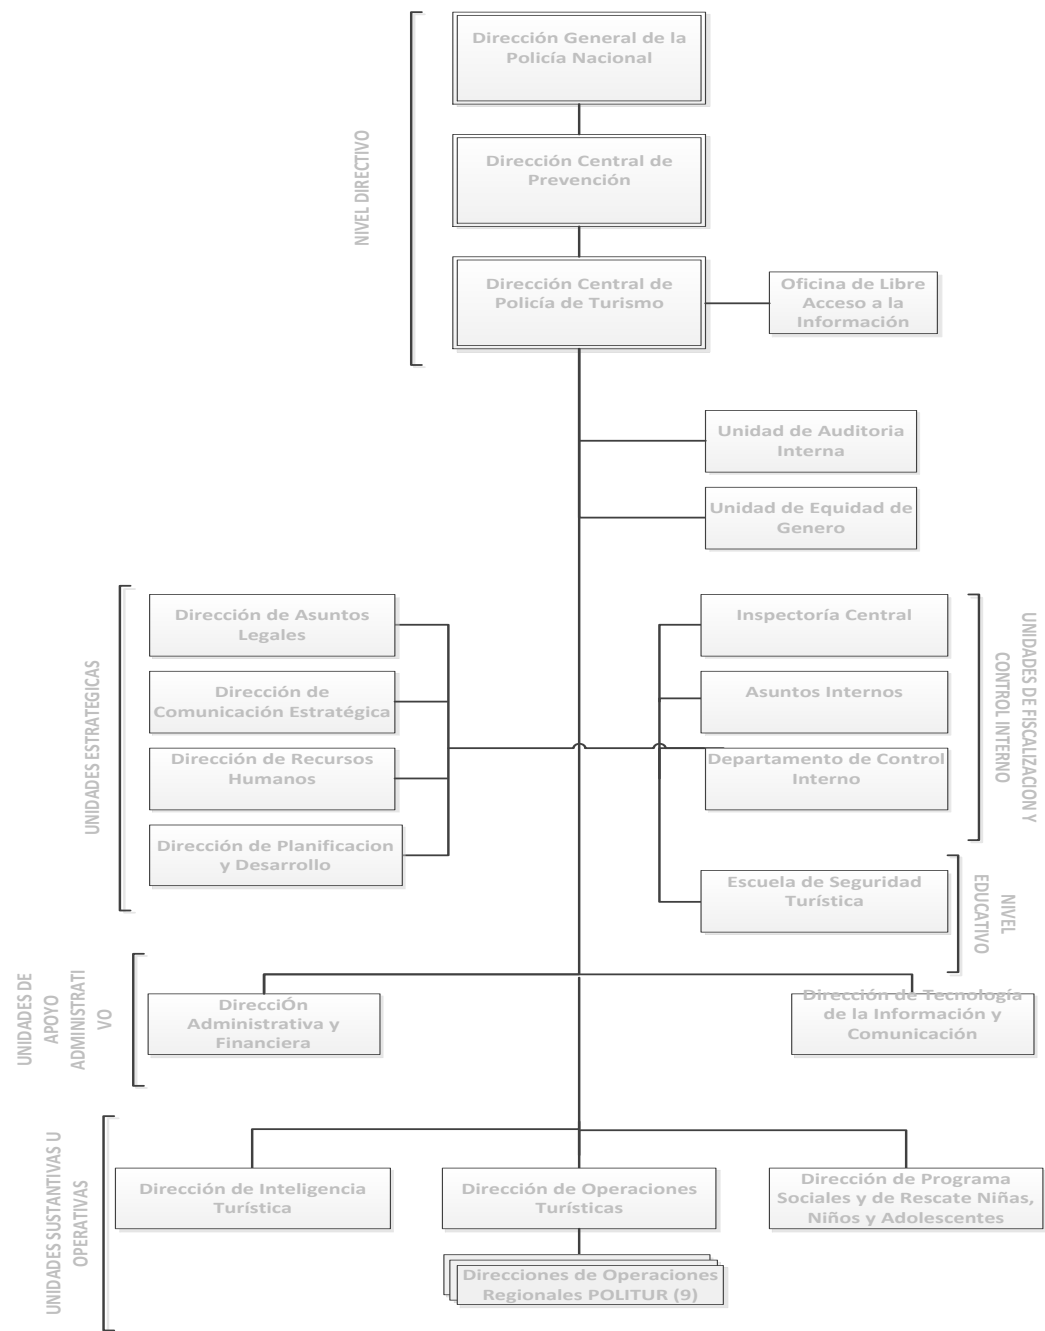 Dirección General de la
Policía Nacional
NIVEL DIRECTIVO
Dirección Central de
Prevención
Dirección Central de
Policía de Turismo
Oficina de Libre
Acceso a la
Información
Unidad de Auditoria
Interna
Unidad de Equidad de
Genero
UNIDADES ESTRATEGICAS
Dirección de Asuntos
Legales
Dirección de
Comunicación Estratégica
Dirección de Recursos
Humanos
Dirección de Planificacion
y Desarrollo
Inspectoría Central
Asuntos Internos
Departamento de Control
Interno
UNIDADES DE FISCALIZACION Y
CONTROL INTERNO
Escuela de Seguridad
Turística
NIVEL
EDUCATIVO
UNIDADES DE
APOYO
ADMINISTRATI
VO
DirecciÓn
Administrativa y
Financiera
Dirección de Tecnología
de la Información y
Comunicación
UNIDADES SUSTANTIVAS U
OPERATIVAS
Dirección de Inteligencia
Turística
Dirección de Operaciones
Turísticas
Dirección de Programa
Sociales y de Rescate Niñas,
Niños y Adolescentes
Direcciones de Operaciones
Regionales POLITUR (9)